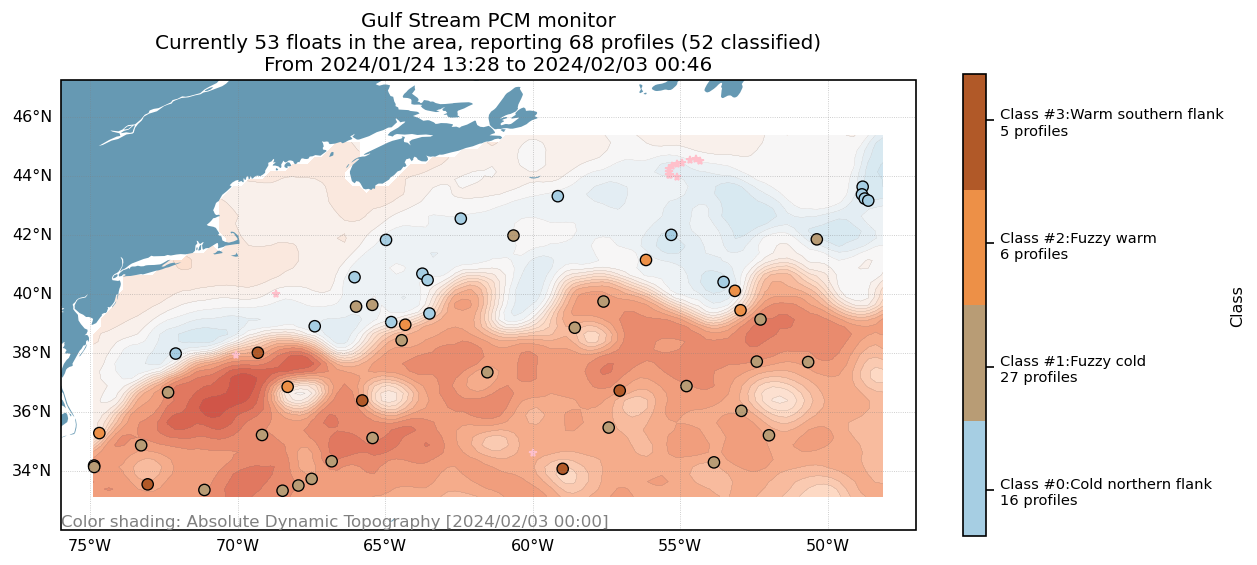 Gulf Stream PCM monitor
Currently 53 floats in the area, reporting 68 profiles (52 classified)
From 2024/01/24 13:28 to 2024/02/03 00:46
46°N
44°N
42°N
40°N
38°N
36°N
34°N
Color shading: Absolute Dynamic Topography [2024/02/03 00:00]
75°W
70°W
65°W
60°W
55°W
50°W
Class #3:Warm southern flank
5 profiles
Class #2:Fuzzy warm
6 profiles
Class #1:Fuzzy cold
27 profiles
Class #0:Cold northern flank
16 profiles
Class